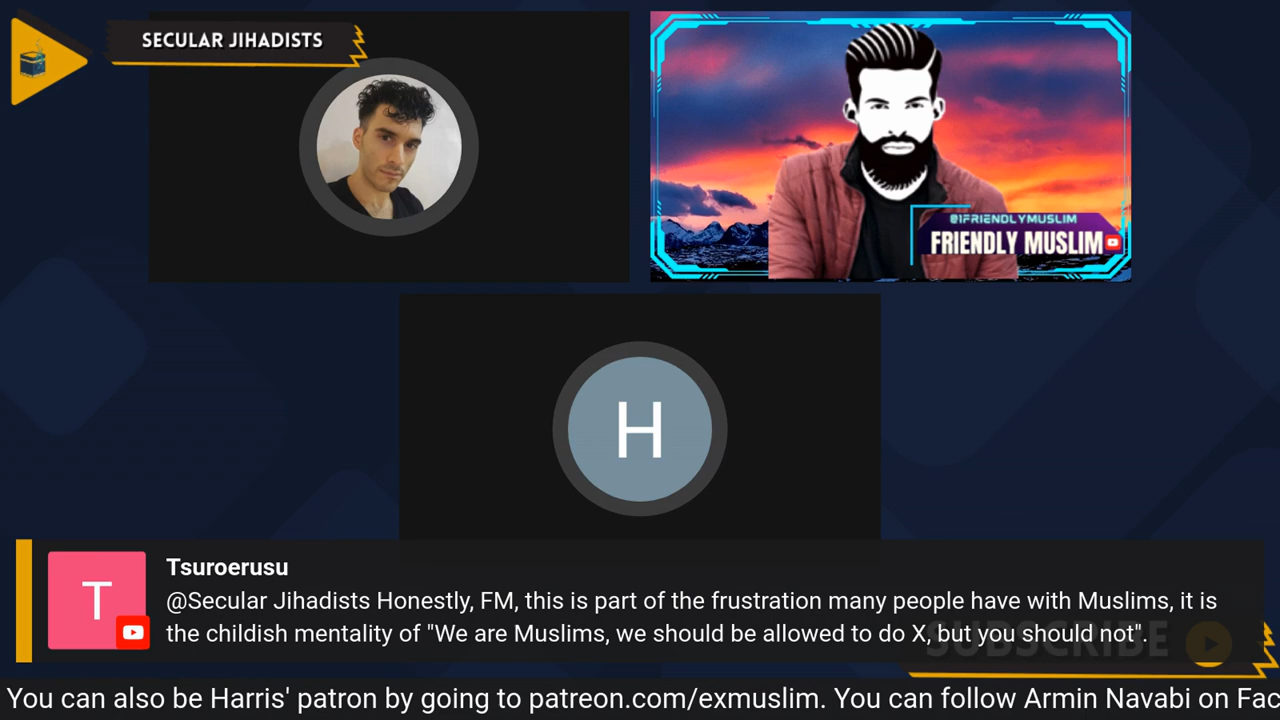 SECULAR JIHADISTS
@1FRIENDLYMUSLIM
FRIENDLY MUSLIM
H
T
Tsuroerusu
@Secular Jihadists Honestly, FM, this is part of the frustration many people have with Muslims, it is
the childish mentality of "We are Muslims, we should be allowed to do X, but you should not".
SUBSCRIBE
You can also be Harris' patron by going to patreon.com/exmuslim. You can follow Armin Navabi on Fac